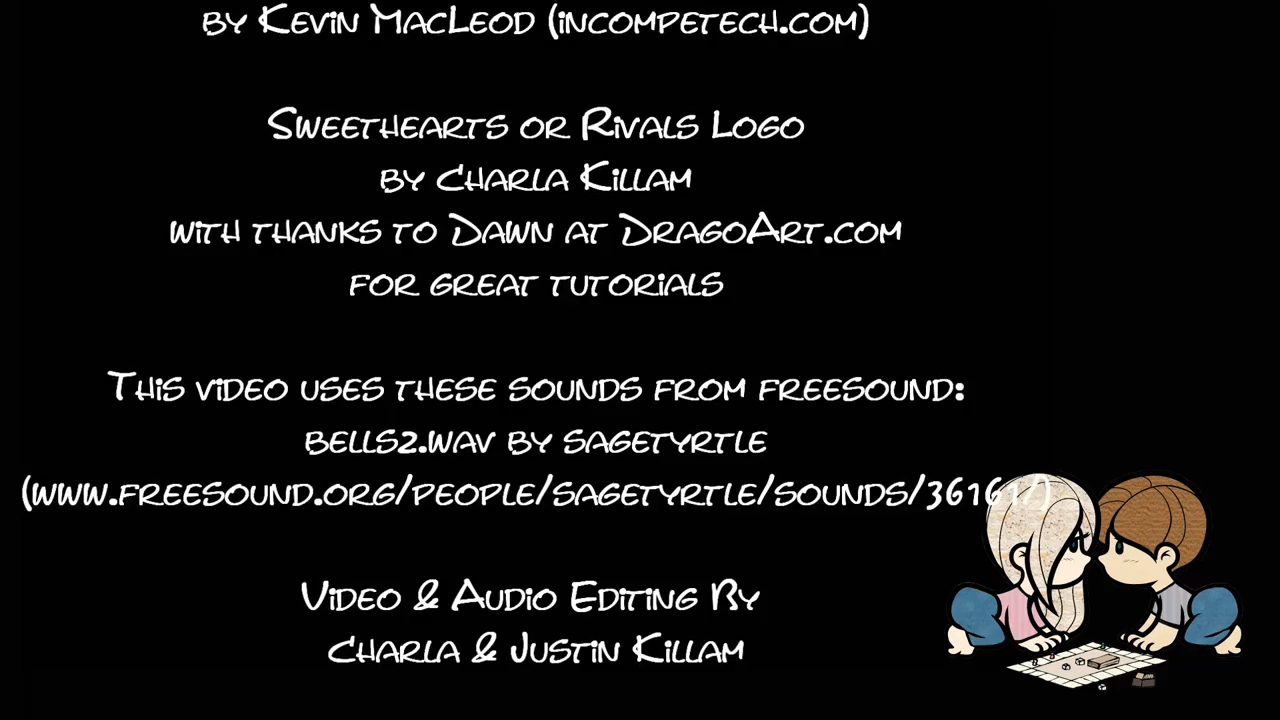 by Kevin MacLeod (incompetech.com)
Sweethearts or Rivals Logo
by Charla Killam
with thanks to Dawn at DragoArt.com
for great tutorials
This video uses these sounds from freesound:
bells2.wav by sagetyrtle
(www.freesound.org/people/sagetyrtle/sounds/36161/)
Video & Audio Editing By
Charla & Justin Killam